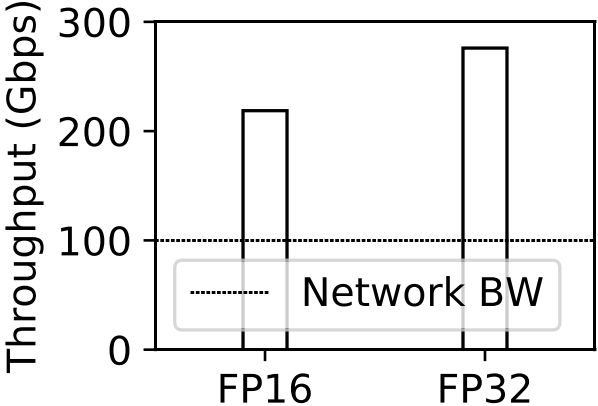 Throughput (Gbps)
300
200
100
0
Network BW
FP16
FP32